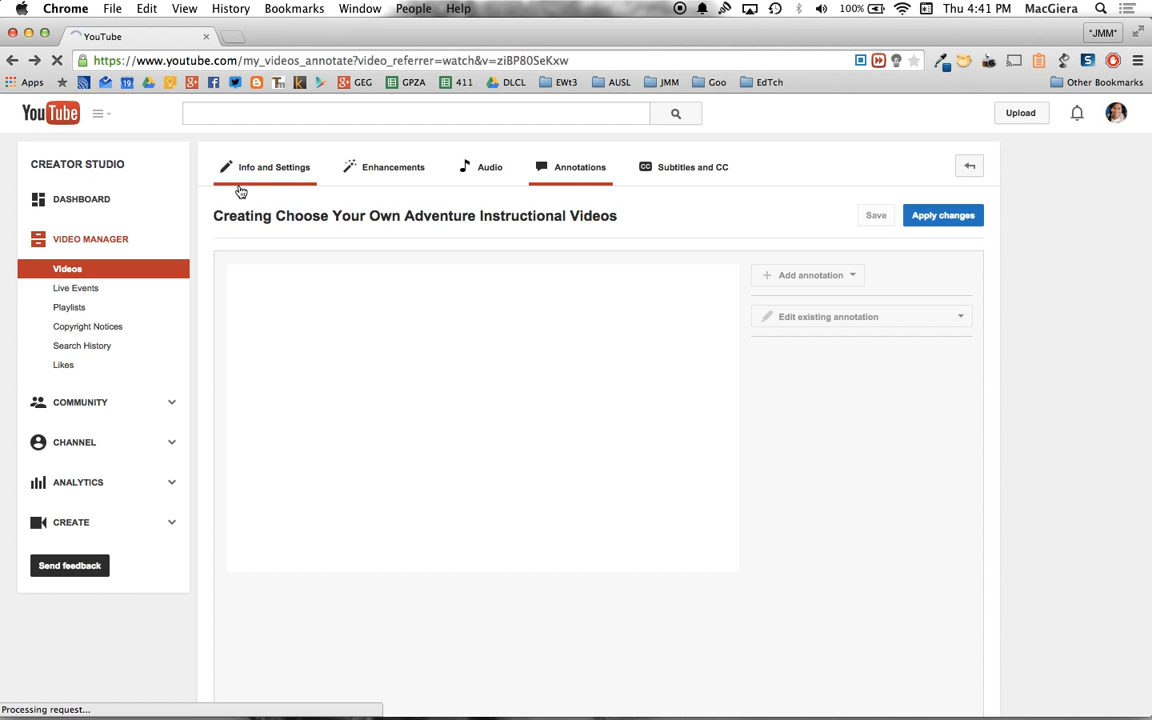 Chrome File Edit View History Bookmarks Window People Help 100% Thu 4:41 PM MacGiera
YouTube *JMM*
https://www.youtube.com/my_videos_annotate?video_referrer=watch&v=ziBP80SeKxw
Apps 19 GEG GPZA 411 DLCL EWt3 AUSL JMM Goo EdTch Other Bookmarks
YouTube Upload
CREATOR STUDIO
DASHBOARD
VIDEO MANAGER
Videos
Live Events
Playlists
Copyright Notices
Search History
Likes
COMMUNITY
CHANNEL
ANALYTICS
CREATE
Send feedback
Info and Settings Enhancements Audio Annotations CC Subtitles and CC
Creating Choose Your Own Adventure Instructional Videos Save Apply changes
+ Add annotation
Edit existing annotation
Processing request...